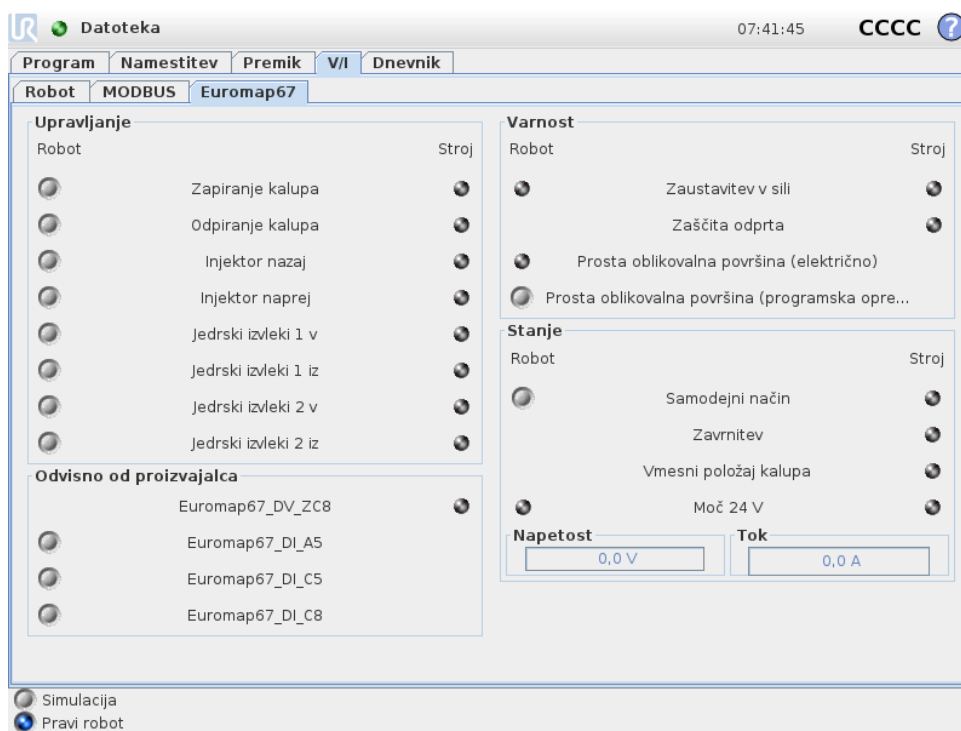 UR Datoteka 07:41:45 CCCC ?
Program Namestitev Premik V/I Dnevnik
Robot MODBUS Euromap67
Upravljanje
Robot Stroj
Zapiranje kalupa
Odpiranje kalupa
Injektor nazaj
Injektor naprej
Jedrski izvleki 1 v
Jedrski izvleki 1 iz
Jedrski izvleki 2 v
Jedrski izvleki 2 iz
Odvisno od proizvajalca
Euromap67_DV_ZC8
Euromap67_DI_A5
Euromap67_DI_C5
Euromap67_DI_C8
Varnost
Robot Stroj
Zaustavitev v sili
Zaščita odprta
Prosta oblikovalna površina (električno)
Prosta oblikovalna površina (programska opre...
Stanje
Robot Stroj
Samodejni način
Zavrnitev
Vmesni položaj kalupa
Moč 24 V
Napetost Tok
0,0 V 0,0 A
Simulacija
Pravi robot